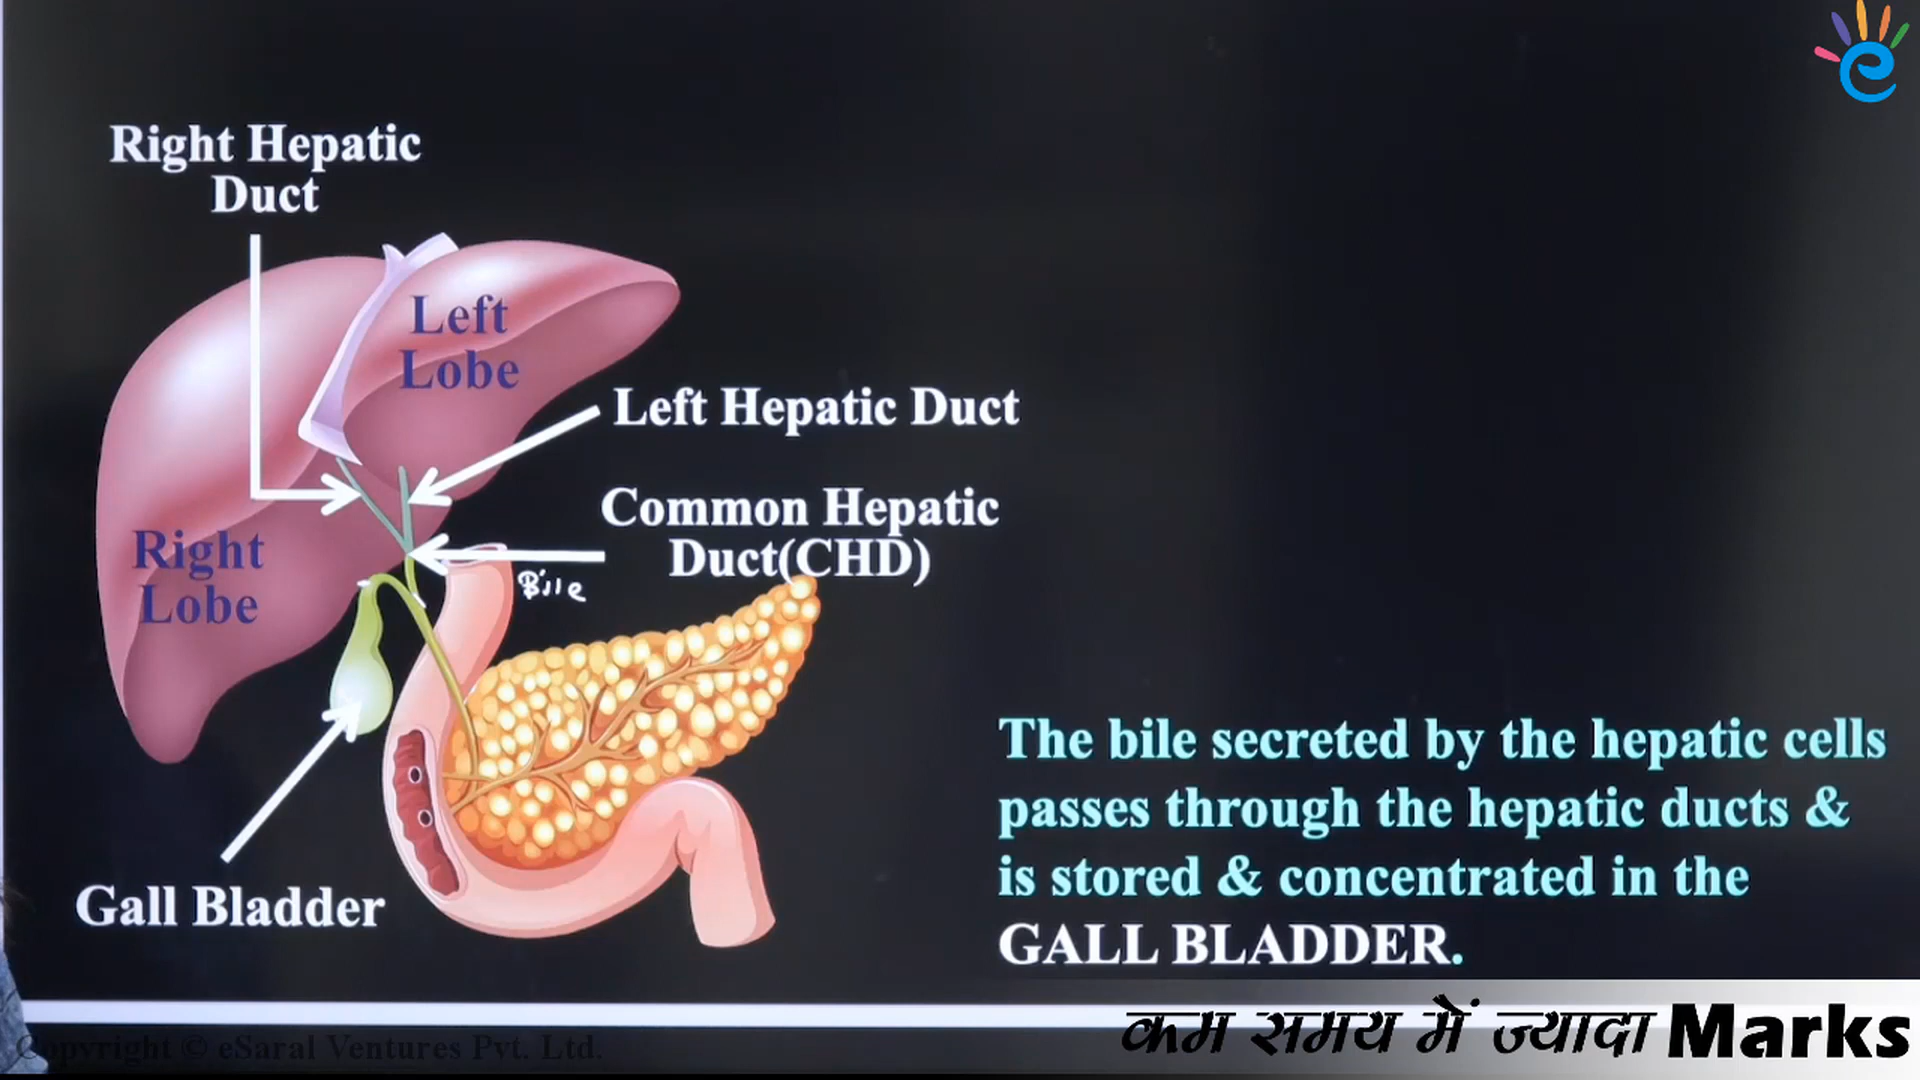 Right Hepatic
Duct
Left
Lobe
Left Hepatic Duct
Common Hepatic
Duct(CHD)
Right
Lobe
Bile
Gall Bladder
The bile secreted by the hepatic cells
passes through the hepatic ducts &
is stored & concentrated in the
GALL BLADDER.
कम समय में ज्यादा Marks
Copyright © eSaral Ventures Pvt. Ltd.